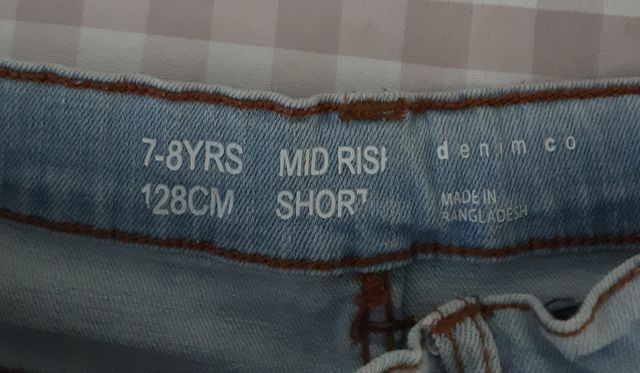 7-8YRS
128CM
MID RISE
SHORT
denim co
MADE IN
BANGLADESH